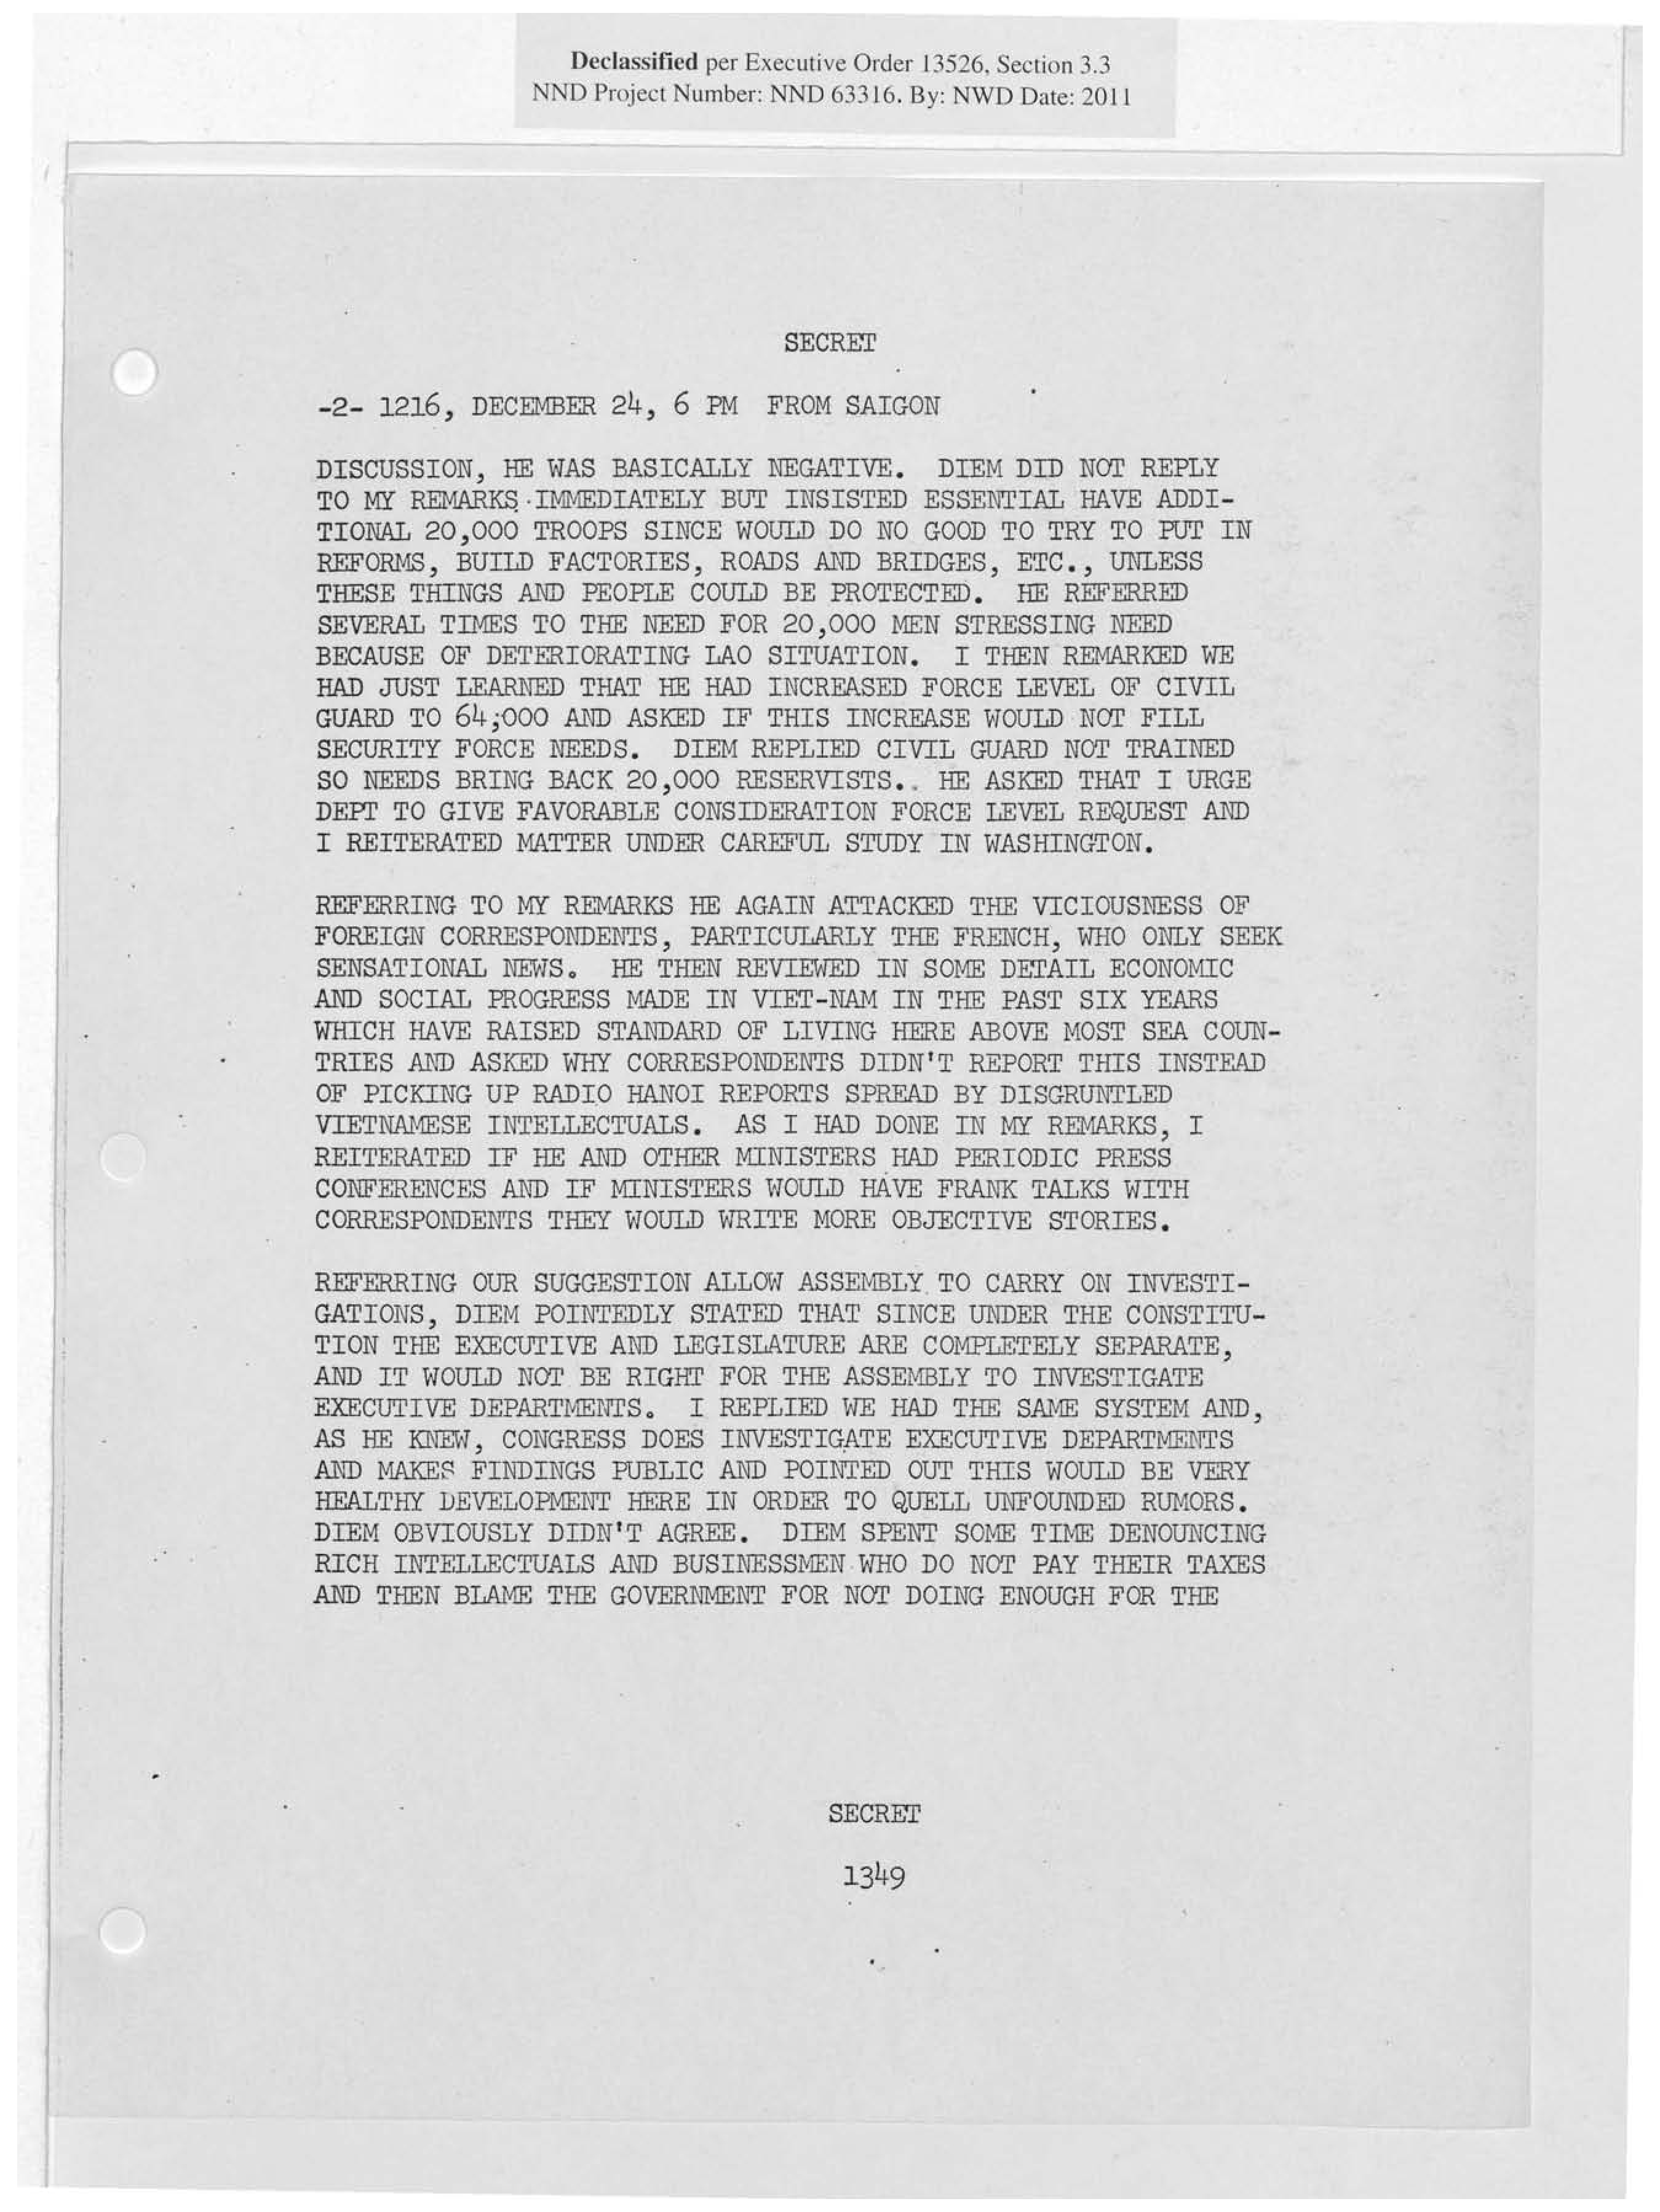 Declassified per Executive Order 13526, Section 3.3
NND Project Number: NND 63316. By: NWD Date: 2011
SECRET
-2- 1216, DECEMBER 24, 6 PM FROM SAIGON
DISCUSSION, HE WAS BASICALLY NEGATIVE. DIEM DID NOT REPLY
TO MY REMARKS IMMEDIATELY BUT INSISTED ESSENTIAL HAVE ADDI-
TIONAL 20,000 TROOPS SINCE WOULD DO NO GOOD TO TRY TO PUT IN
REFORMS, BUILD FACTORIES, ROADS AND BRIDGES, ETC., UNLESS
THESE THINGS AND PEOPLE COULD BE PROTECTED. HE REFERRED
SEVERAL TIMES TO THE NEED FOR 20,000 MEN STRESSING NEED
BECAUSE OF DETERIORATING LAO SITUATION. I THEN REMARKED WE
HAD JUST LEARNED THAT HE HAD INCREASED FORCE LEVEL OF CIVIL
GUARD TO 64;000 AND ASKED IF THIS INCREASE WOULD NOT FILL
SECURITY FORCE NEEDS. DIEM REPLIED CIVIL GUARD NOT TRAINED
SO NEEDS BRING BACK 20,000 RESERVISTS.. HE ASKED THAT I URGE
DEPT TO GIVE FAVORABLE CONSIDERATION FORCE LEVEL REQUEST AND
I REITERATED MATTER UNDER CAREFUL STUDY IN WASHINGTON.
REFERRING TO MY REMARKS HE AGAIN ATTACKED THE VICIOUSNESS OF
FOREIGN CORRESPONDENTS, PARTICULARLY THE FRENCH, WHO ONLY SEEK
SENSATIONAL NEWS. HE THEN REVIEWED IN SOME DETAIL ECONOMIC
AND SOCIAL PROGRESS MADE IN VIET-NAM IN THE PAST SIX YEARS
WHICH HAVE RAISED STANDARD OF LIVING HERE ABOVE MOST SEA COUN-
TRIES AND ASKED WHY CORRESPONDENTS DIDN'T REPORT THIS INSTEAD
OF PICKING UP RADIO HANOI REPORTS SPREAD BY DISGRUNTLED
VIETNAMESE INTELLECTUALS. AS I HAD DONE IN MY REMARKS, I
REITERATED IF HE AND OTHER MINISTERS HAD PERIODIC PRESS
CONFERENCES AND IF MINISTERS WOULD HAVE FRANK TALKS WITH
CORRESPONDENTS THEY WOULD WRITE MORE OBJECTIVE STORIES.
REFERRING OUR SUGGESTION ALLOW ASSEMBLY TO CARRY ON INVESTI-
GATIONS, DIEM POINTEDLY STATED THAT SINCE UNDER THE CONSTITU-
TION THE EXECUTIVE AND LEGISLATURE ARE COMPLETELY SEPARATE,
AND IT WOULD NOT BE RIGHT FOR THE ASSEMBLY TO INVESTIGATE
EXECUTIVE DEPARTMENTS. I REPLIED WE HAD THE SAME SYSTEM AND,
AS HE KNEW, CONGRESS DOES INVESTIGATE EXECUTIVE DEPARTMENTS
AND MAKES FINDINGS PUBLIC AND POINTED OUT THIS WOULD BE VERY
HEALTHY DEVELOPMENT HERE IN ORDER TO QUELL UNFOUNDED RUMORS.
DIEM OBVIOUSLY DIDN'T AGREE. DIEM SPENT SOME TIME DENOUNCING
RICH INTELLECTUALS AND BUSINESSMEN WHO DO NOT PAY THEIR TAXES
AND THEN BLAME THE GOVERNMENT FOR NOT DOING ENOUGH FOR THE
SECRET
1349